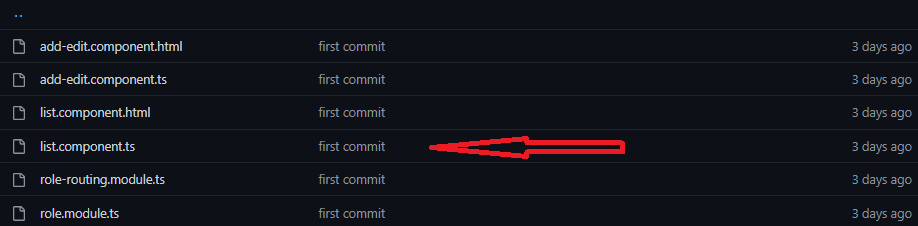 ..
add-edit.component.html first commit 3 days ago
add-edit.component.ts first commit 3 days ago
list.component.html first commit 3 days ago
list.component.ts first commit 3 days ago
role-routing.module.ts first commit 3 days ago
role.module.ts first commit 3 days ago